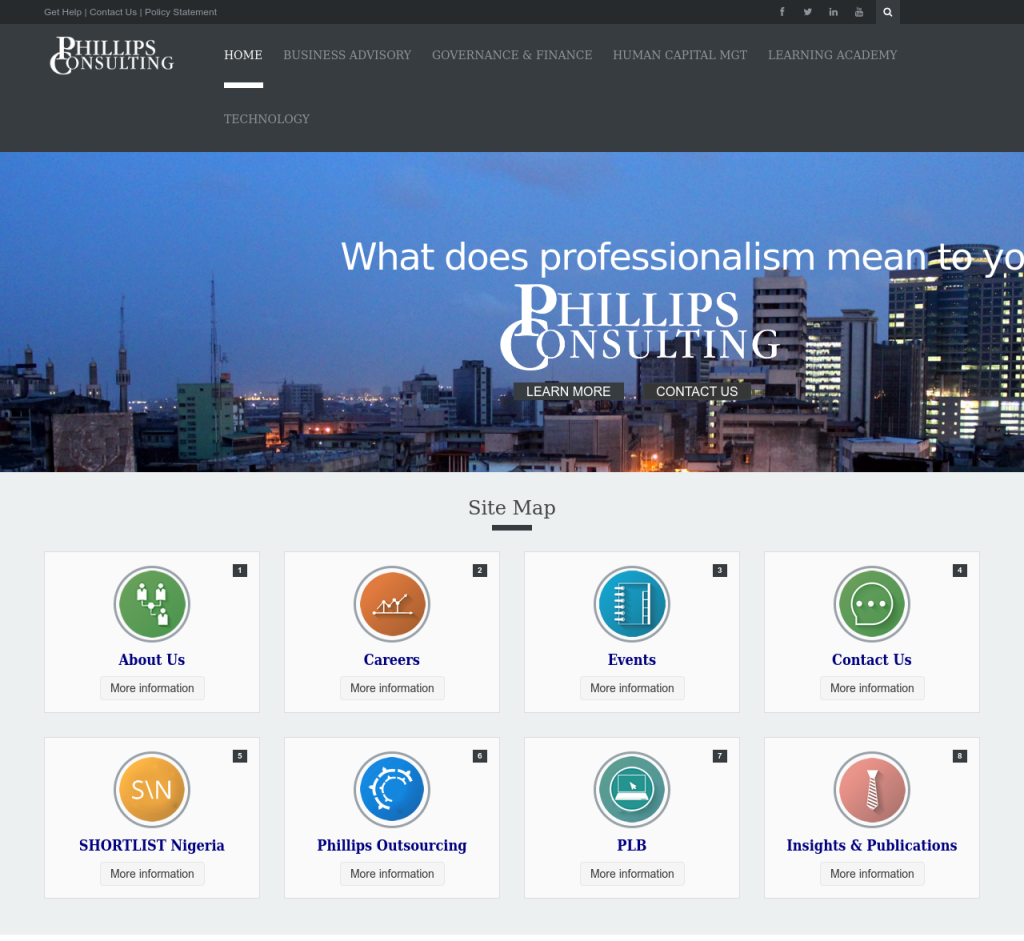 Get Help | Contact Us | Policy Statement
PHILLIPS
CONSULTING
HOME BUSINESS ADVISORY GOVERNANCE & FINANCE HUMAN CAPITAL MGT LEARNING ACADEMY
TECHNOLOGY
What does professionalism mean to yo
PHILLIPS
CONSULTING
LEARN MORE CONTACT US
Site Map
1 2 3 4
About Us Careers Events Contact Us
More information More information More information More information
5 6 7 8
S\N
SHORTLIST Nigeria Phillips Outsourcing PLB Insights & Publications
More information More information More information More information